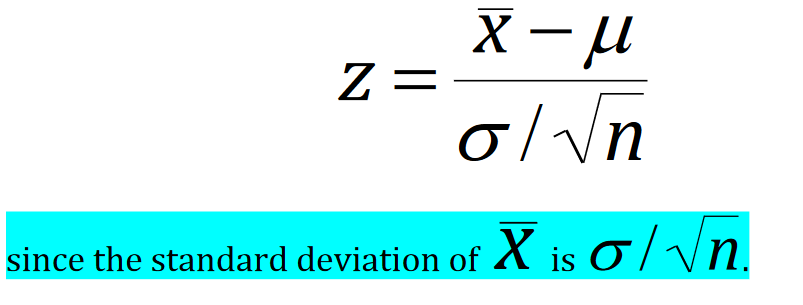 z = x̄ − μ
σ / √n
since the standard deviation of x̄ is σ / √n.